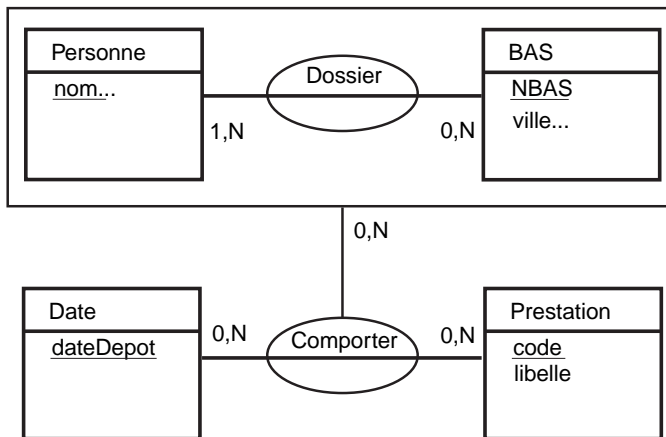 Personne
nom...
Dossier
BAS
NBAS
ville...
1,N
0,N
0,N
Date
dateDepot
0,N
Comporter
0,N
Prestation
code
libelle